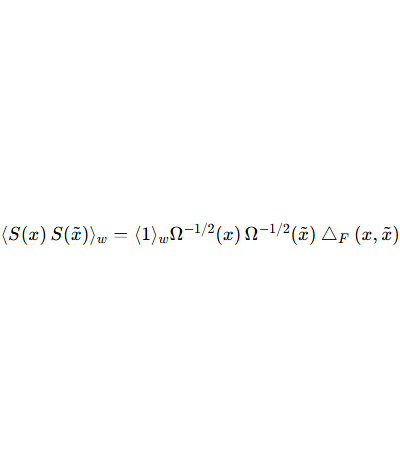 ⟨S(x) S(x̃)⟩_w = ⟨1⟩_w Ω^{−1/2}(x) Ω^{−1/2}(x̃) △_F (x, x̃)